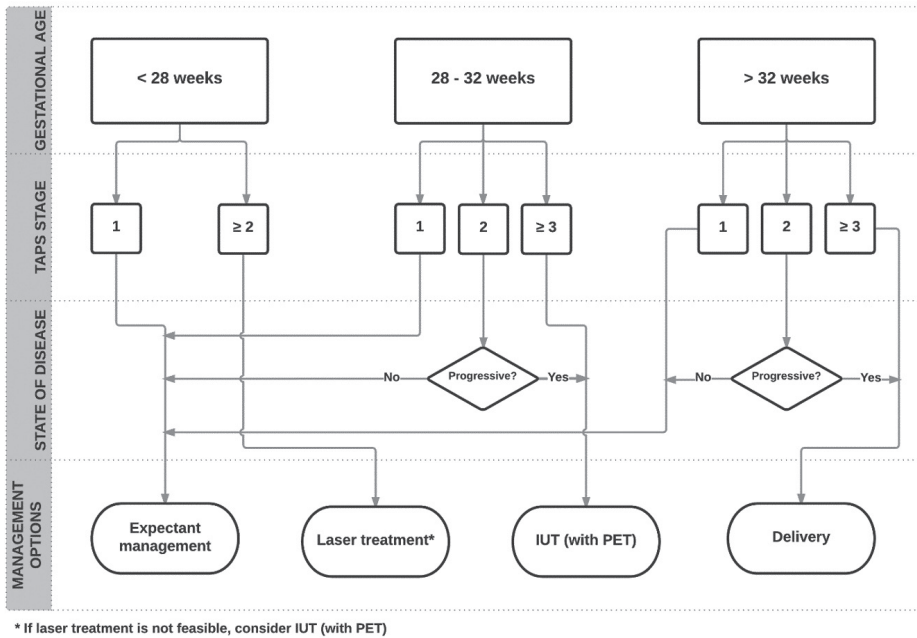 GESTATIONAL AGE
< 28 weeks
28 - 32 weeks
> 32 weeks
TAPS STAGE
1
≥ 2
1
2
≥ 3
1
2
≥ 3
STATE OF DISEASE
No
Progressive?
Yes
No
Progressive?
Yes
MANAGEMENT
OPTIONS
Expectant
management
Laser treatment*
IUT (with PET)
Delivery
* If laser treatment is not feasible, consider IUT (with PET)